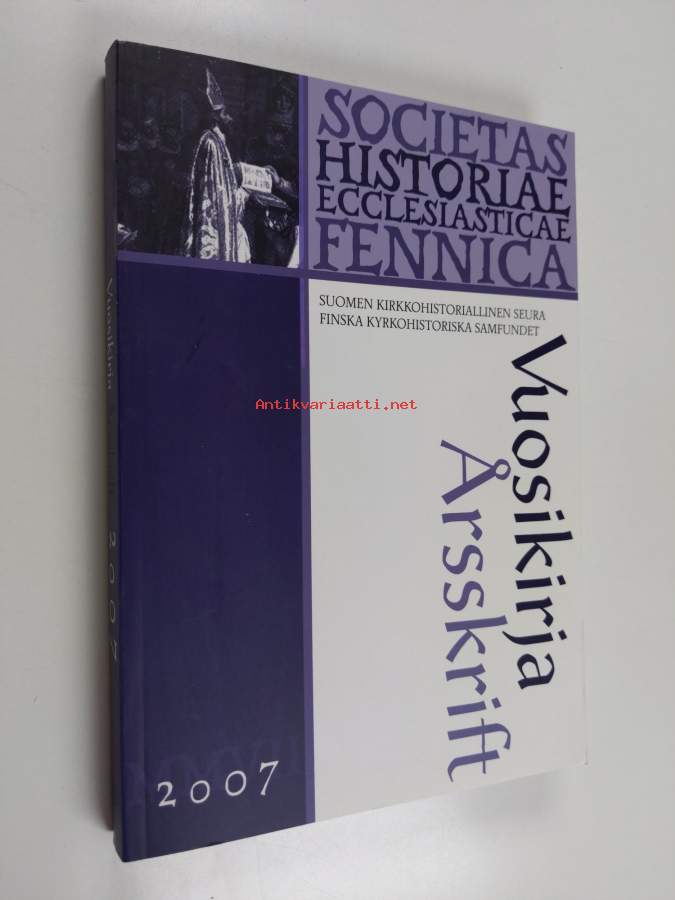 SOCIETAS
HISTORIAE
ECCLESIASTICAE
FENNICA
SUOMEN KIRKKOHISTORIALLINEN SEURA
FINSKA KYRKOHISTORISKA SAMFUNDET
Vuosikirja
Årsskrift
Antikvariaatti.net
2007
Vuosikirja
2007